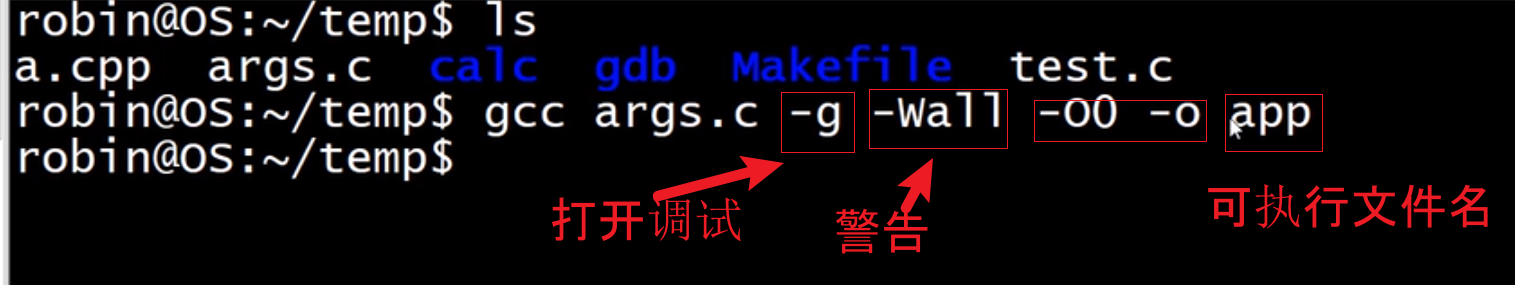 robin@OS:~/temp$ ls
a.cpp args.c calc gdb Makefile test.c
robin@OS:~/temp$ gcc args.c -g -Wall -O0 -o app
robin@OS:~/temp$
打开调试
警告
可执行文件名